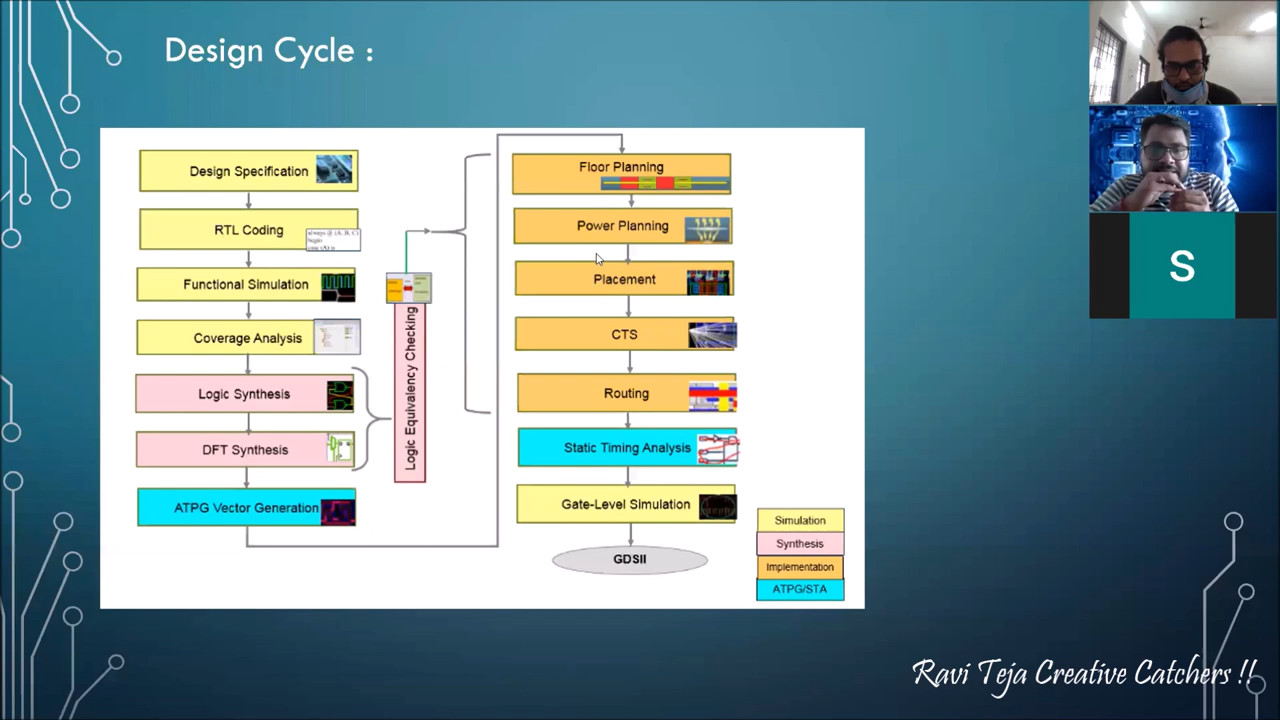 Design Cycle :
Design Specification
RTL Coding
always @ (A, B, C)
begin
Functional Simulation
Coverage Analysis
Logic Synthesis
DFT Synthesis
ATPG Vector Generation
Logic Equivalency Checking
Floor Planning
Power Planning
Placement
CTS
Routing
Static Timing Analysis
Gate-Level Simulation
GDSII
Simulation
Synthesis
Implementation
ATPG/STA
S
Ravi Teja Creative Catchers !!